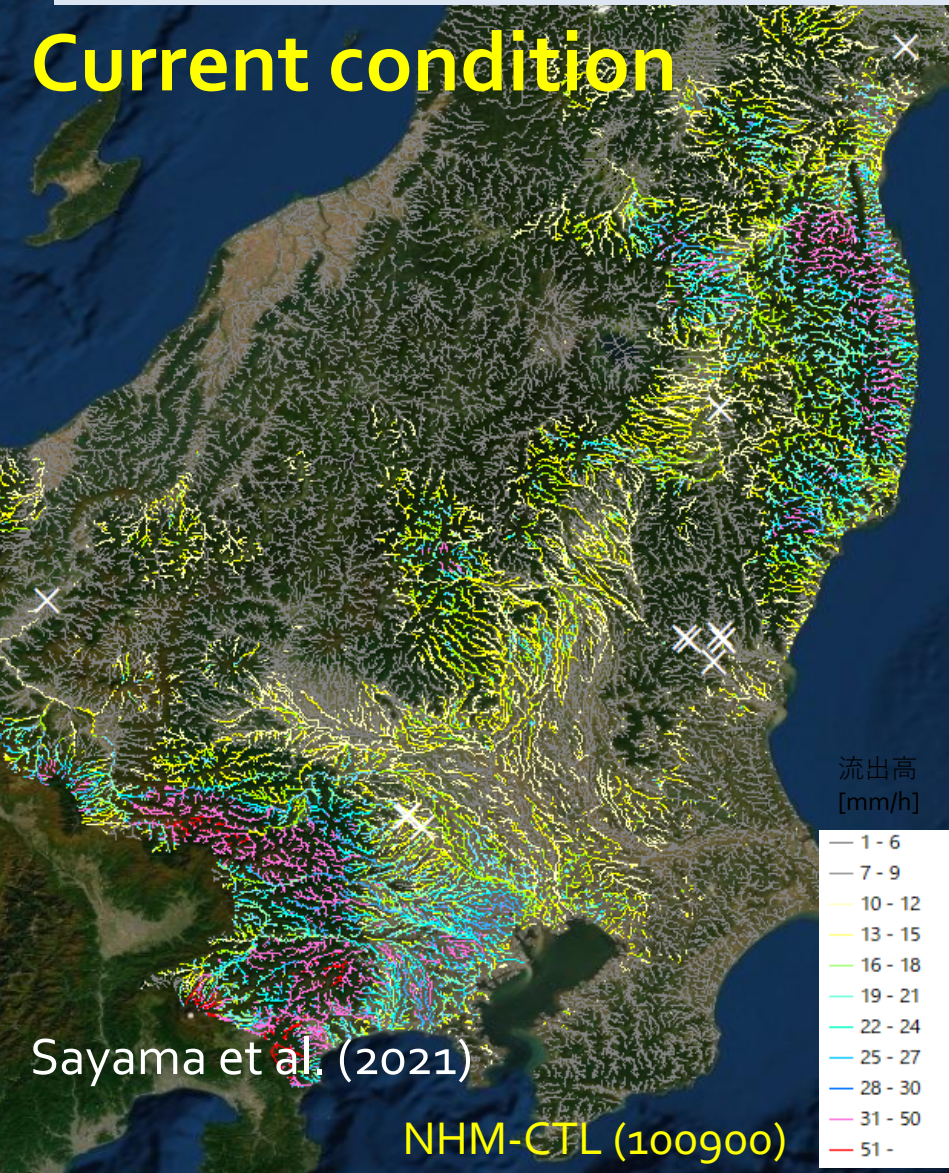 Current condition
流出高
[mm/h]
1 - 6
7 - 9
10 - 12
13 - 15
16 - 18
19 - 21
22 - 24
25 - 27
28 - 30
31 - 50
51 -
Sayama et al. (2021)
NHM-CTL (100900)